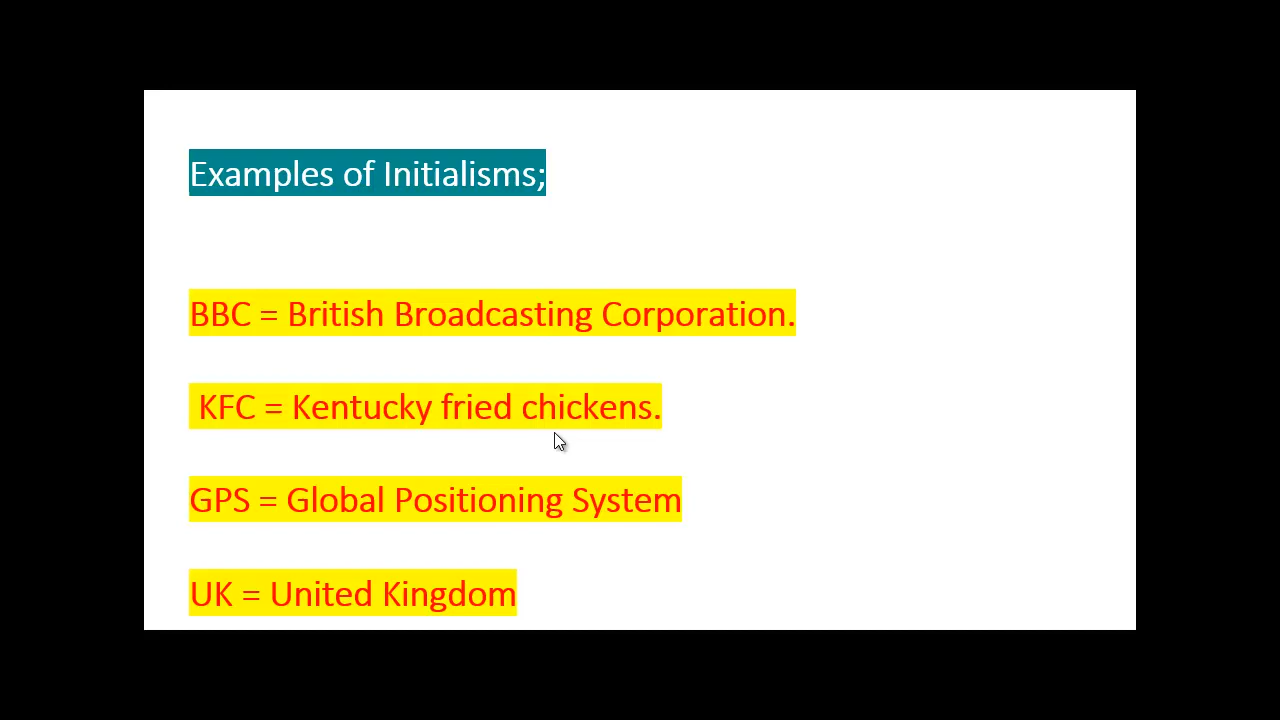 Examples of Initialisms;
BBC = British Broadcasting Corporation.
KFC = Kentucky fried chickens.
GPS = Global Positioning System
UK = United Kingdom